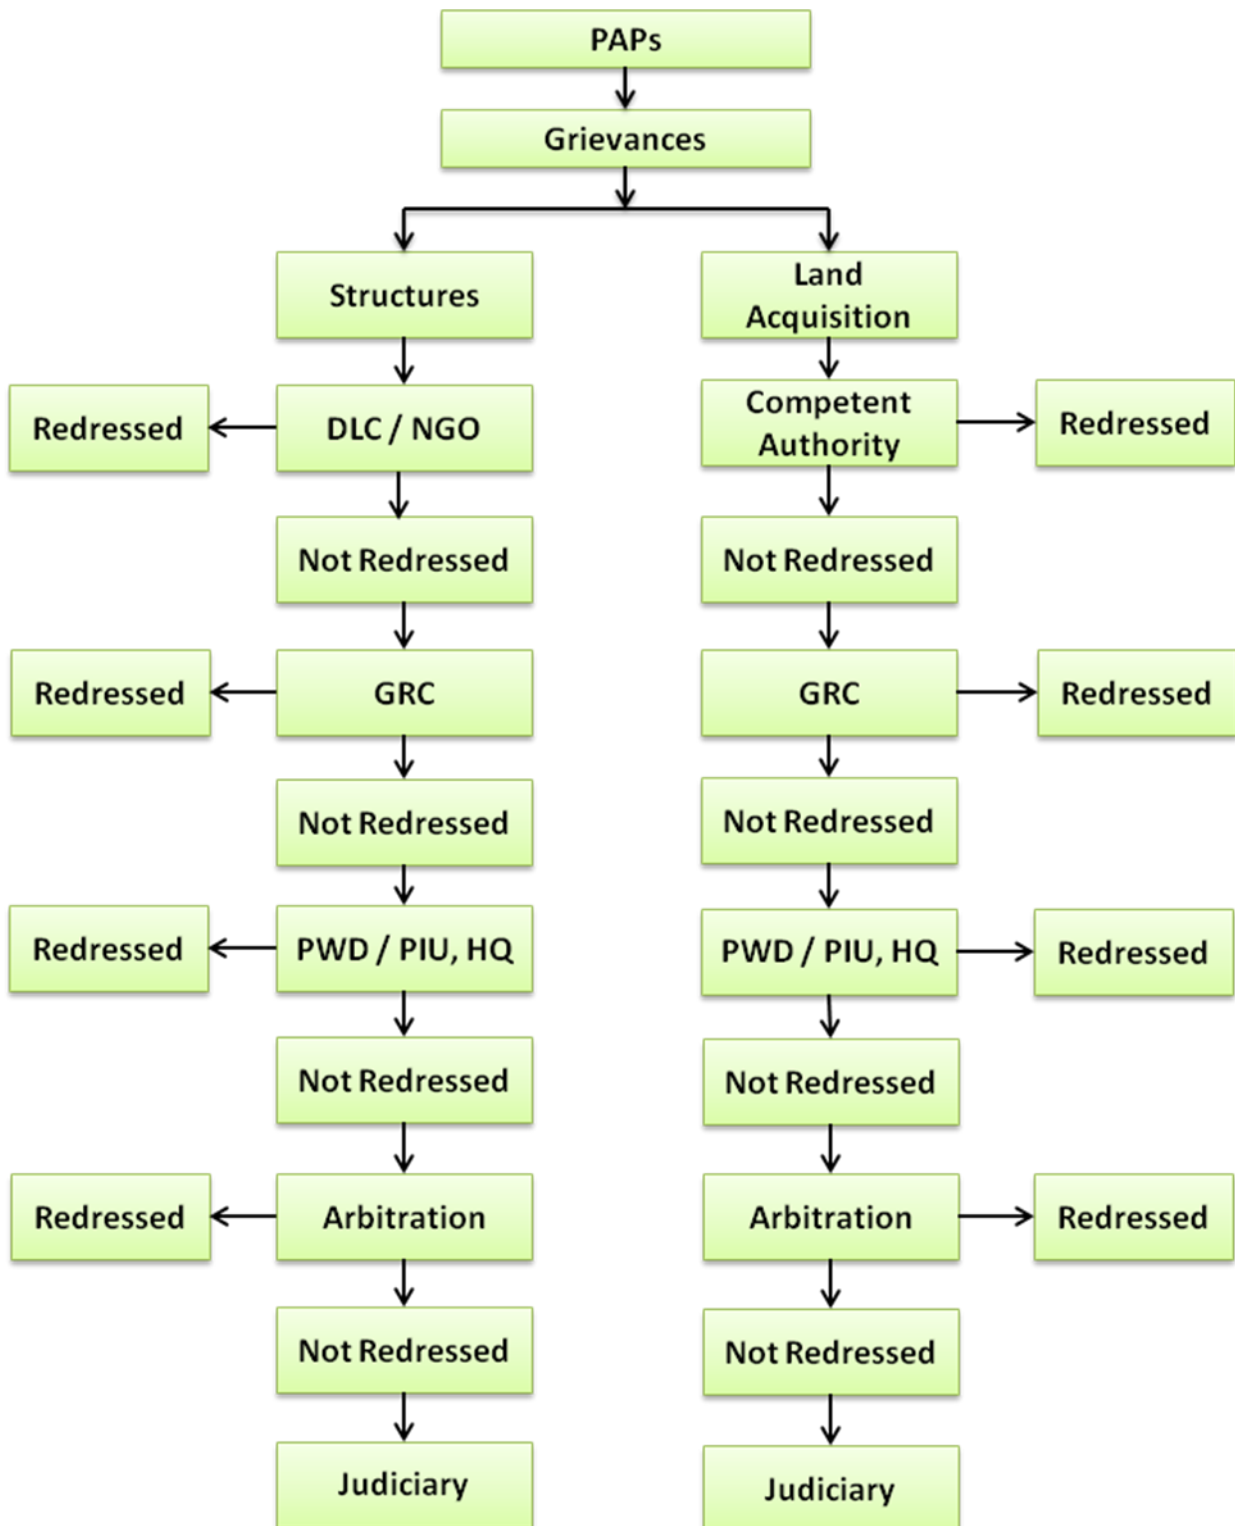 PAPs
Grievances
Structures
Land
Acquisition
Redressed
DLC / NGO
Competent
Authority
Redressed
Not Redressed
Not Redressed
Redressed
GRC
GRC
Redressed
Not Redressed
Not Redressed
Redressed
PWD / PIU, HQ
PWD / PIU, HQ
Redressed
Not Redressed
Not Redressed
Redressed
Arbitration
Arbitration
Redressed
Not Redressed
Not Redressed
Judiciary
Judiciary